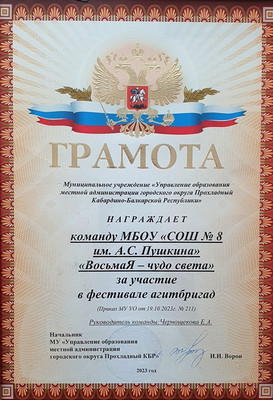 ГРАМОТА
Муниципальное учреждение «Управление образования
местной администрации городского округа Прохладный
Кабардино-Балкарской Республики»
НАГРАЖДАЕТ
команду МБОУ «СОШ № 8
им. А.С. Пушкина»
«ВосьмаЯ – чудо света»
за участие
в фестивале агитбригад
(Приказ МУ УО от 19.10.2023г. № 211)
Руководитель команды: Чернощекова Е.А.
Начальник
МУ «Управление образования
местной администрации
городского округа Прохладный КБР»
И.Н. Воров
2023 год